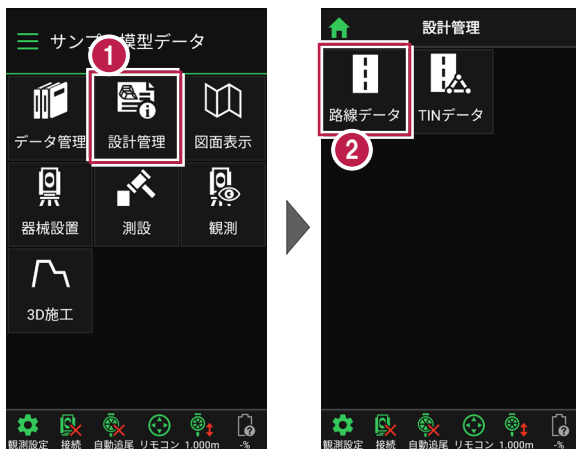 サンプル模型データ
1
データ管理
設計管理
図面表示
器械設置
測設
観測
3D施工
観測設定
接続
自動追尾
リモコン
1.000m
-%
設計管理
路線データ
TINデータ
2
観測設定
接続
自動追尾
リモコン
1.000m
-%